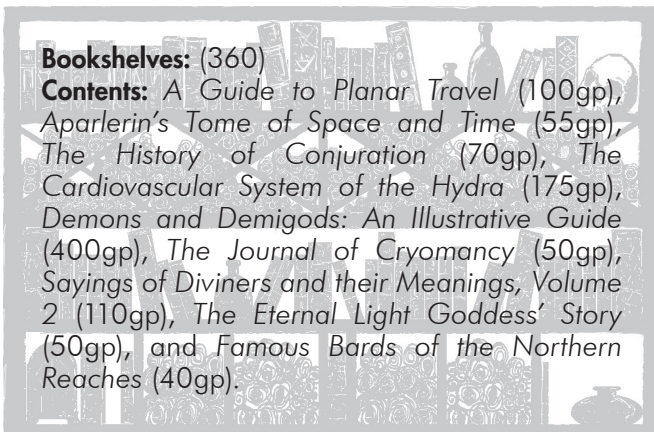 Bookshelves: (360)
Contents: A Guide to Planar Travel (100gp),
Aparlerin's Tome of Space and Time (55gp),
The History of Conjuration (70gp), The
Cardiovascular System of the Hydra (175gp),
Demons and Demigods: An Illustrative Guide
(400gp), The Journal of Cryomancy (50gp),
Sayings of Diviners and their Meanings, Volume
2 (110gp), The Eternal Light Goddess' Story
(50gp), and Famous Bards of the Northern
Reaches (40gp).